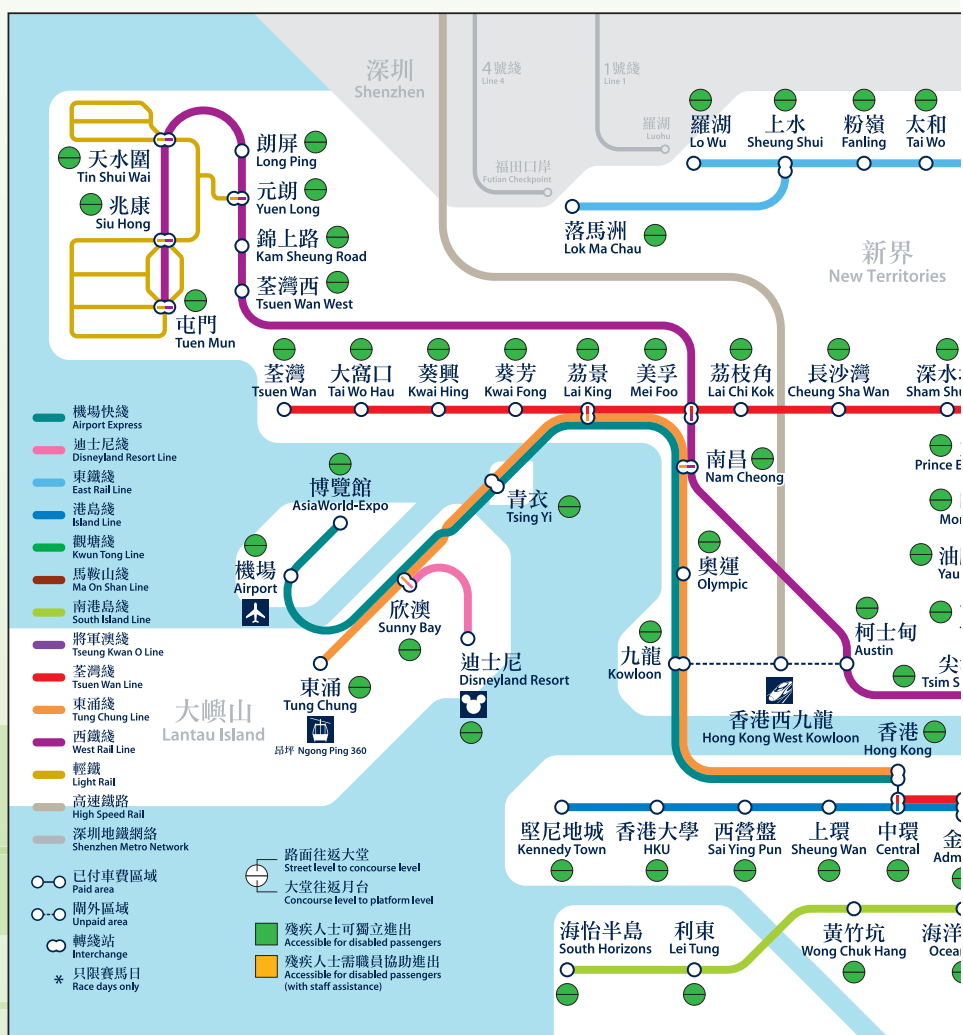 深圳
Shenzhen
4號綫
Line 4
1號綫
Line 1
羅湖
Luohu
福田口岸
Futian Checkpoint
羅湖
Lo Wu
上水
Sheung Shui
粉嶺
Fanling
太和
Tai Wo
落馬洲
Lok Ma Chau
新界
New Territories
天水圍
Tin Shui Wai
兆康
Siu Hong
屯門
Tuen Mun
朗屏
Long Ping
元朗
Yuen Long
錦上路
Kam Sheung Road
荃灣西
Tsuen Wan West
荃灣
Tsuen Wan
大窩口
Tai Wo Hau
葵興
Kwai Hing
葵芳
Kwai Fong
荔景
Lai King
美孚
Mei Foo
荔枝角
Lai Chi Kok
長沙灣
Cheung Sha Wan
深水
Sham Shu
Prince E
Mon
油
Yau
南昌
Nam Cheong
奧運
Olympic
柯士甸
Austin
尖
Tsim S
九龍
Kowloon
香港西九龍
Hong Kong West Kowloon
香港
Hong Kong
博覽館
AsiaWorld-Expo
機場
Airport
青衣
Tsing Yi
欣澳
Sunny Bay
迪士尼
Disneyland Resort
東涌
Tung Chung
昂坪 Ngong Ping 360
大嶼山
Lantau Island
堅尼地城
Kennedy Town
香港大學
HKU
西營盤
Sai Ying Pun
上環
Sheung Wan
中環
Central
金
Adm
海怡半島
South Horizons
利東
Lei Tung
黃竹坑
Wong Chuk Hang
海洋
Ocean
機場快綫
Airport Express
迪士尼綫
Disneyland Resort Line
東鐵綫
East Rail Line
港島綫
Island Line
觀塘綫
Kwun Tong Line
馬鞍山綫
Ma On Shan Line
南港島綫
South Island Line
將軍澳綫
Tseung Kwan O Line
荃灣綫
Tsuen Wan Line
東涌綫
Tung Chung Line
西鐵綫
West Rail Line
輕鐵
Light Rail
高速鐵路
High Speed Rail
深圳地鐵網絡
Shenzhen Metro Network
已付車費區域
Paid area
閘外區域
Unpaid area
轉綫站
Interchange
* 只限賽馬日
Race days only
路面往返大堂
Street level to concourse level
大堂往返月台
Concourse level to platform level
殘疾人士可獨立進出
Accessible for disabled passengers
殘疾人士需職員協助進出
Accessible for disabled passengers
(with staff assistance)